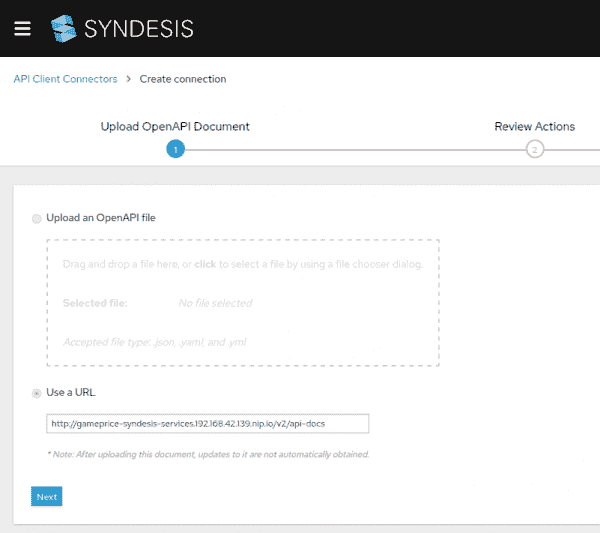 SYNDESIS
API Client Connectors > Create connection
Upload OpenAPI Document Review Actions
1 2
Upload an OpenAPI file
Drag and drop a file here, or click to select a file by using a file chooser dialog.
Selected file: No file selected
Accepted file type: .json, .yaml, and .yml
Use a URL
http://gameprice-syndesis-services.192.168.42.139.nip.io/v2/api-docs
* Note: After uploading this document, updates to it are not automatically obtained.
Next